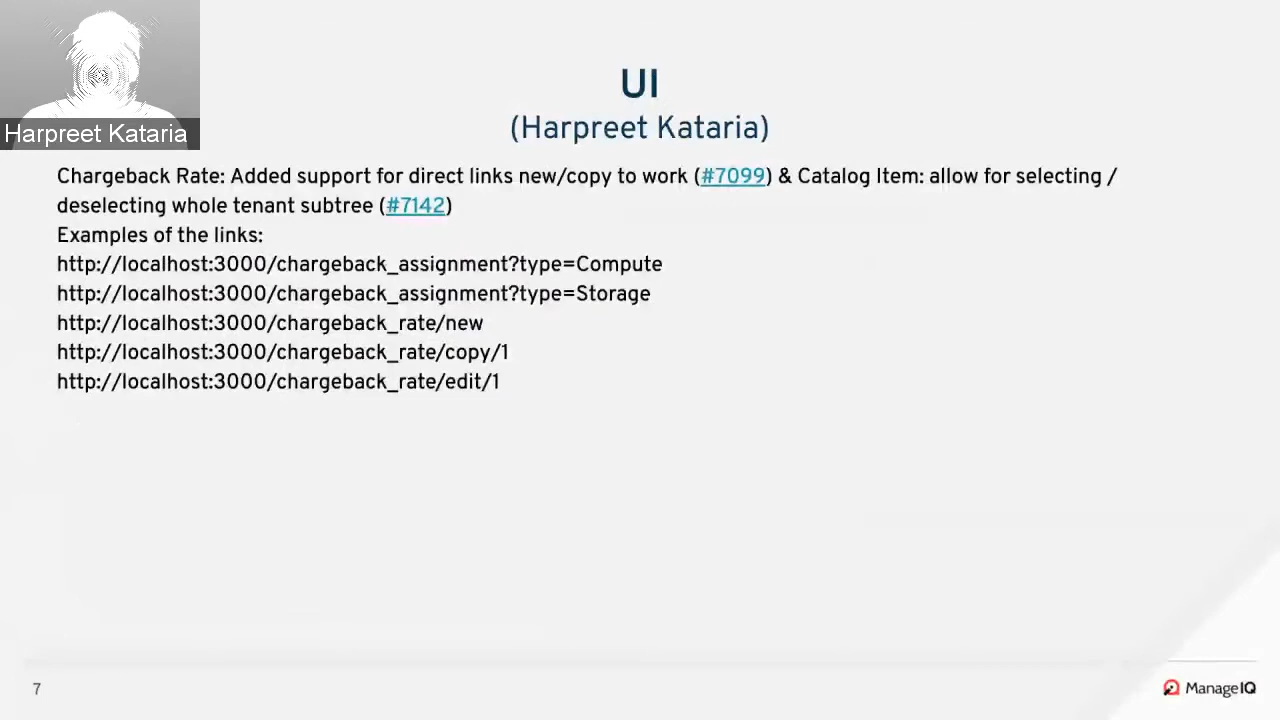 Harpreet Kataria
UI
(Harpreet Kataria)
Chargeback Rate: Added support for direct links new/copy to work (#7099) & Catalog Item: allow for selecting /
deselecting whole tenant subtree (#7142)
Examples of the links:
http://localhost:3000/chargeback_assignment?type=Compute
http://localhost:3000/chargeback_assignment?type=Storage
http://localhost:3000/chargeback_rate/new
http://localhost:3000/chargeback_rate/copy/1
http://localhost:3000/chargeback_rate/edit/1
7
ManageIQ